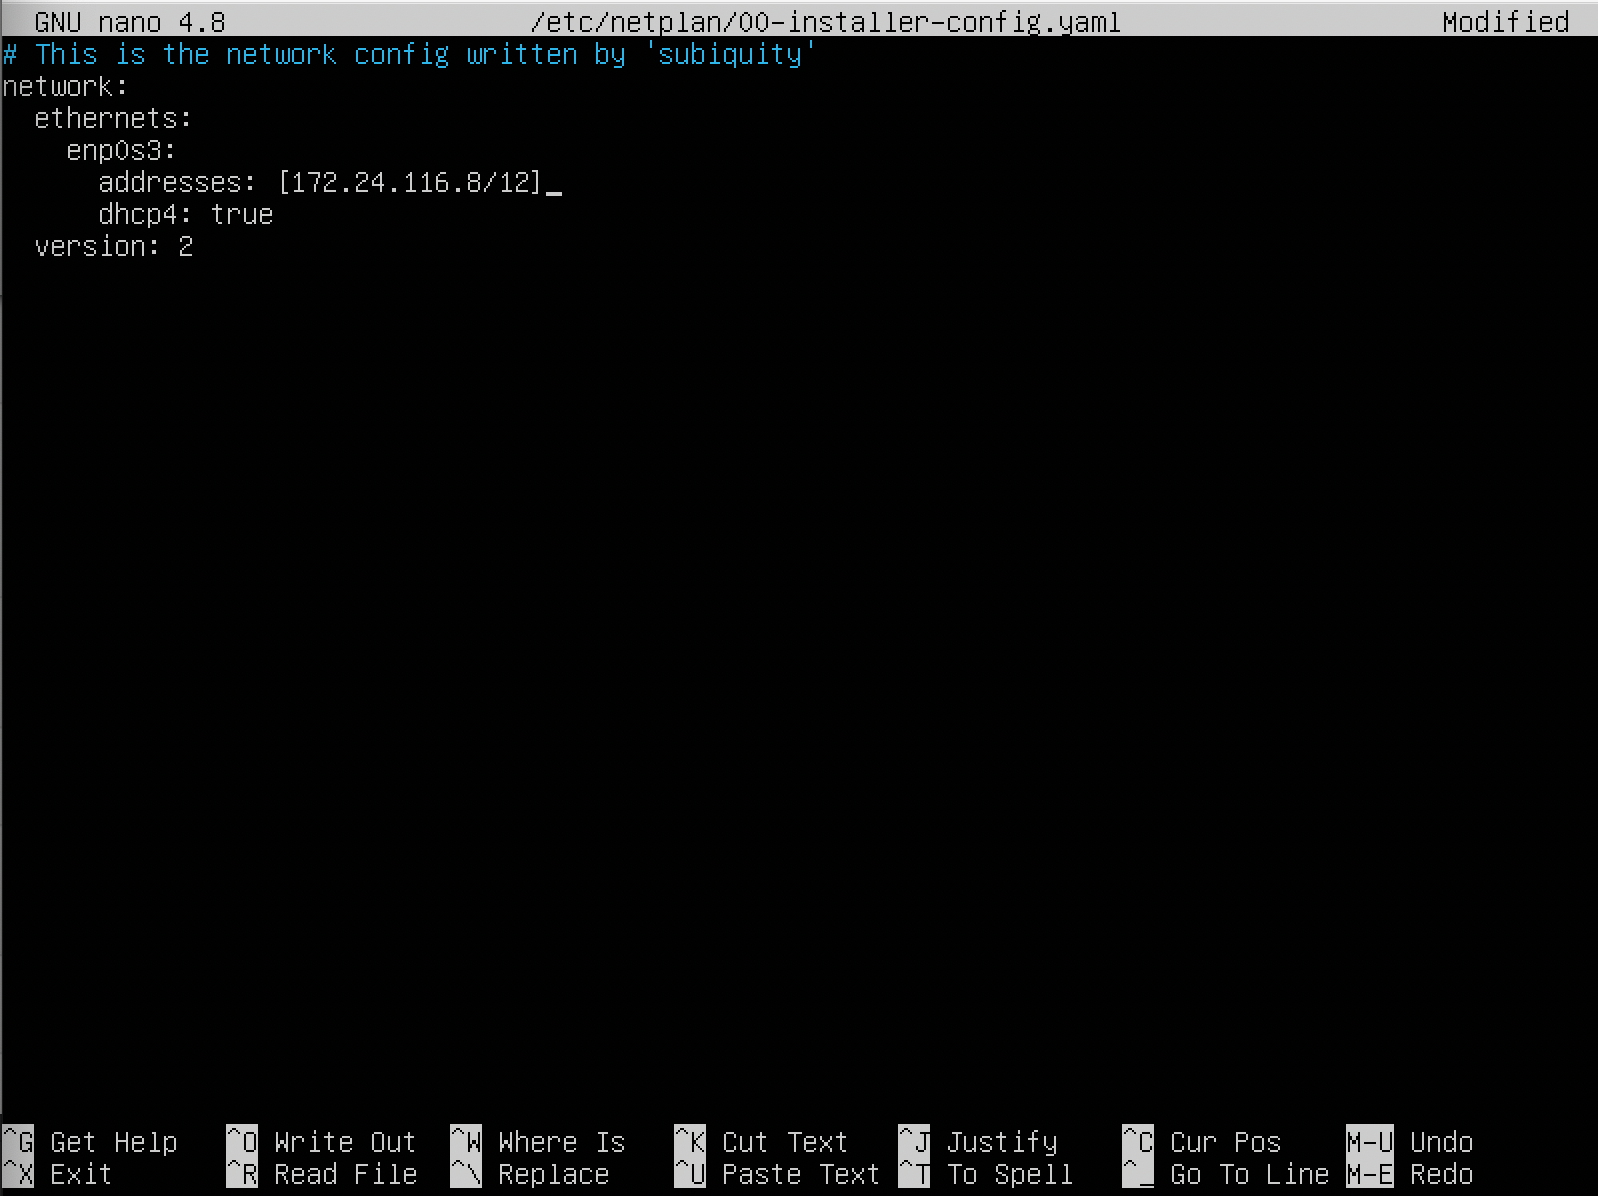 GNU nano 4.8 /etc/netplan/00-installer-config.yaml Modified
# This is the network config written by 'subiquity'
network:
  ethernets:
    enp0s3:
      addresses: [172.24.116.8/12]_
      dhcp4: true
  version: 2
^G Get Help ^O Write Out ^W Where Is ^K Cut Text ^J Justify ^C Cur Pos M-U Undo
^X Exit ^R Read File ^\ Replace ^U Paste Text ^T To Spell ^_ Go To Line M-E Redo